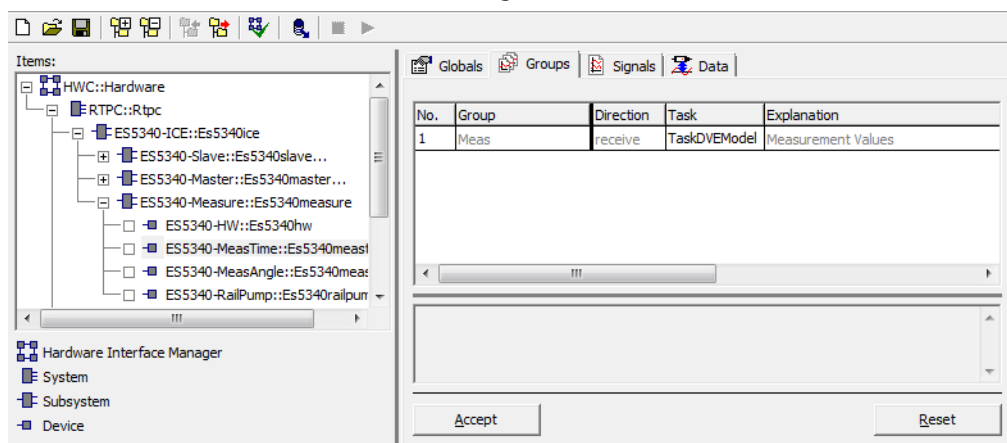 Items:
HWC::Hardware
RTPC::Rtpc
ES5340-ICE::Es5340ice
ES5340-Slave::Es5340slave...
ES5340-Master::Es5340master...
ES5340-Measure::Es5340measure
ES5340-HW::Es5340hw
ES5340-MeasTime::Es5340meast
ES5340-MeasAngle::Es5340meas
ES5340-RailPump::Es5340railpum
Hardware Interface Manager
System
Subsystem
Device
Globals Groups Signals Data
No. Group Direction Task Explanation
1 Meas receive TaskDVEModel Measurement Values
Accept Reset